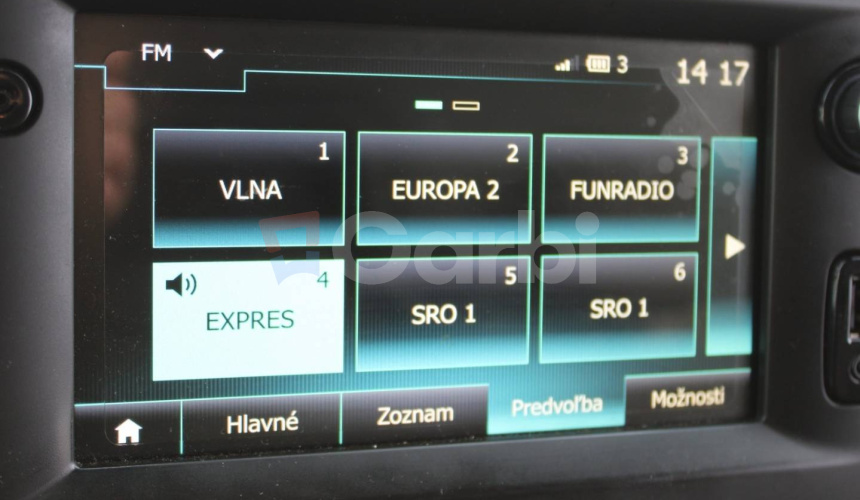 FM
3
14 17
1
VLNA
2
EUROPA 2
3
FUNRADIO
Carbi
4
EXPRES
5
SRO 1
6
SRO 1
Hlavné
Zoznam
Predvoľba
Možnosti